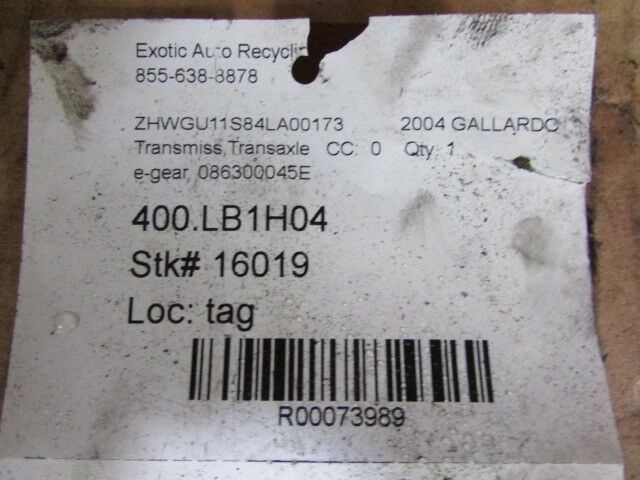 Exotic Auto Recyclin
855-638-8878
ZHWGU11S84LA00173 2004 GALLARDO
Transmiss,Transaxle CC: 0 Qty: 1
e-gear, 086300045E
400.LB1H04
Stk# 16019
Loc: tag
R00073989